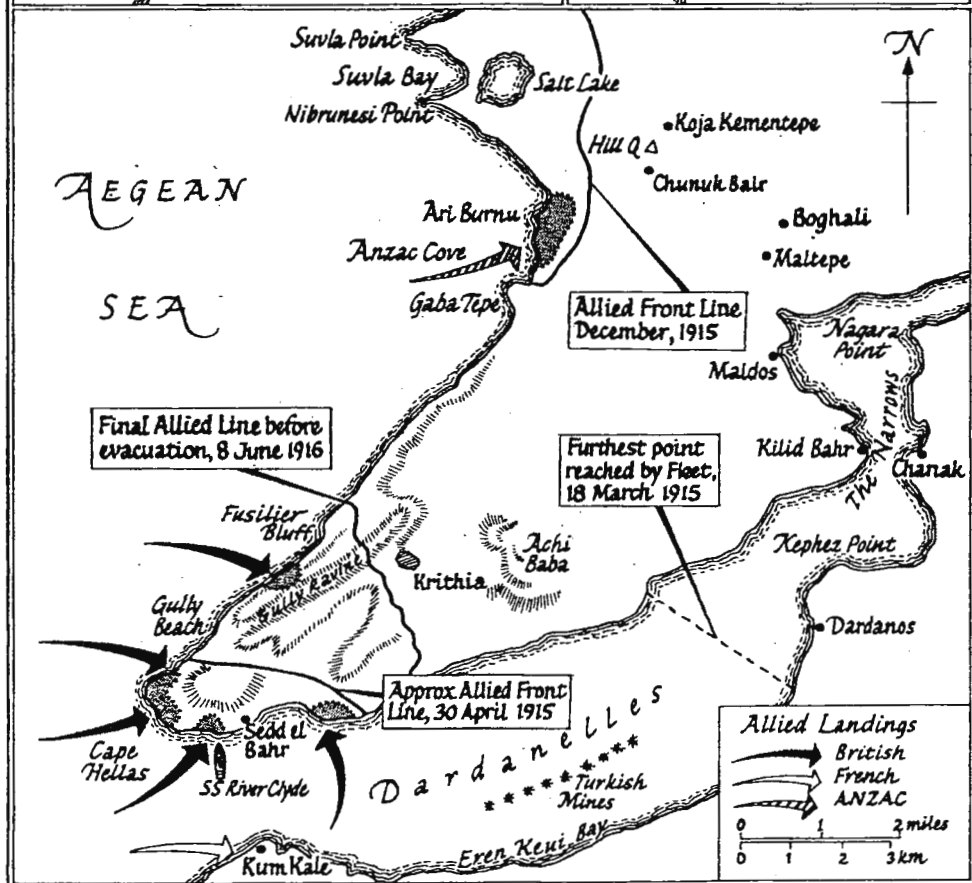 Suvla Point
Suvla Bay
Nibrunesi Point
Salt Lake
N
Koja Kementepe
Hill Q
Chunuk Bair
AEGEAN
SEA
Ari Burnu
Anzac Cove
Gaba Tepe
Boghali
Maltepe
Allied Front Line
December, 1915
Nagara
Point
Maldos
The Narrows
Kilid Bahr
Chanak
Final Allied Line before
evacuation, 8 June 1916
Furthest point
reached by Fleet,
18 March 1915
Fusilier
Bluff
Gully Ravine
Krithia
Achi
Baba
Kephez Point
Gully
Beach
Dardanos
Approx Allied Front
Line, 30 April 1915
Sedd el
Bahr
Cape
Hellas
SS River Clyde
Dardanelles
Turkish
Mines
Eren Keui Bay
Kum Kale
Allied Landings
British
French
ANZAC
0 1 2 miles
0 1 2 3 km